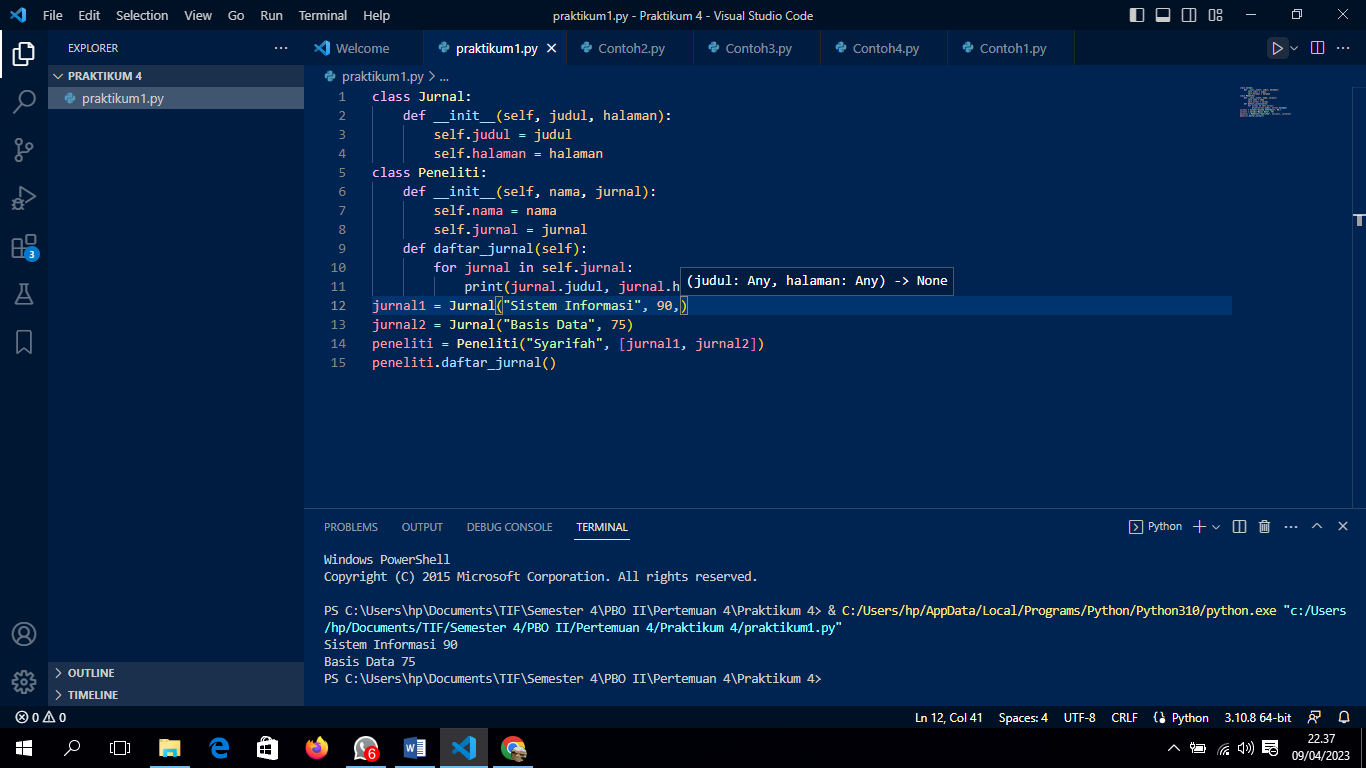 File Edit Selection View Go Run Terminal Help praktikum1.py - Praktikum 4 - Visual Studio Code
EXPLORER
Welcome praktikum1.py Contoh2.py Contoh3.py Contoh4.py Contoh1.py
PRAKTIKUM 4
praktikum1.py
praktikum1.py > ...
1 class Jurnal:
2     def __init__(self, judul, halaman):
3         self.judul = judul
4         self.halaman = halaman
5 class Peneliti:
6     def __init__(self, nama, jurnal):
7         self.nama = nama
8         self.jurnal = jurnal
9     def daftar_jurnal(self):
10         for jurnal in self.jurnal:
11             print(jurnal.judul, jurnal.h
(judul: Any, halaman: Any) -> None
12 jurnal1 = Jurnal("Sistem Informasi", 90,)
13 jurnal2 = Jurnal("Basis Data", 75)
14 peneliti = Peneliti("Syarifah", [jurnal1, jurnal2])
15 peneliti.daftar_jurnal()
3
PROBLEMS OUTPUT DEBUG CONSOLE TERMINAL
Python
Windows PowerShell
Copyright (C) 2015 Microsoft Corporation. All rights reserved.
PS C:\Users\hp\Documents\TIF\Semester 4\PBO II\Pertemuan 4\Praktikum 4> & C:/Users/hp/AppData/Local/Programs/Python/Python310/python.exe "c:/Users
/hp/Documents/TIF/Semester 4/PBO II/Pertemuan 4/Praktikum 4/praktikum1.py"
Sistem Informasi 90
Basis Data 75
PS C:\Users\hp\Documents\TIF\Semester 4\PBO II\Pertemuan 4\Praktikum 4>
OUTLINE
TIMELINE
0 0
Ln 12, Col 41 Spaces: 4 UTF-8 CRLF Python 3.10.8 64-bit
6
22.37
09/04/2023